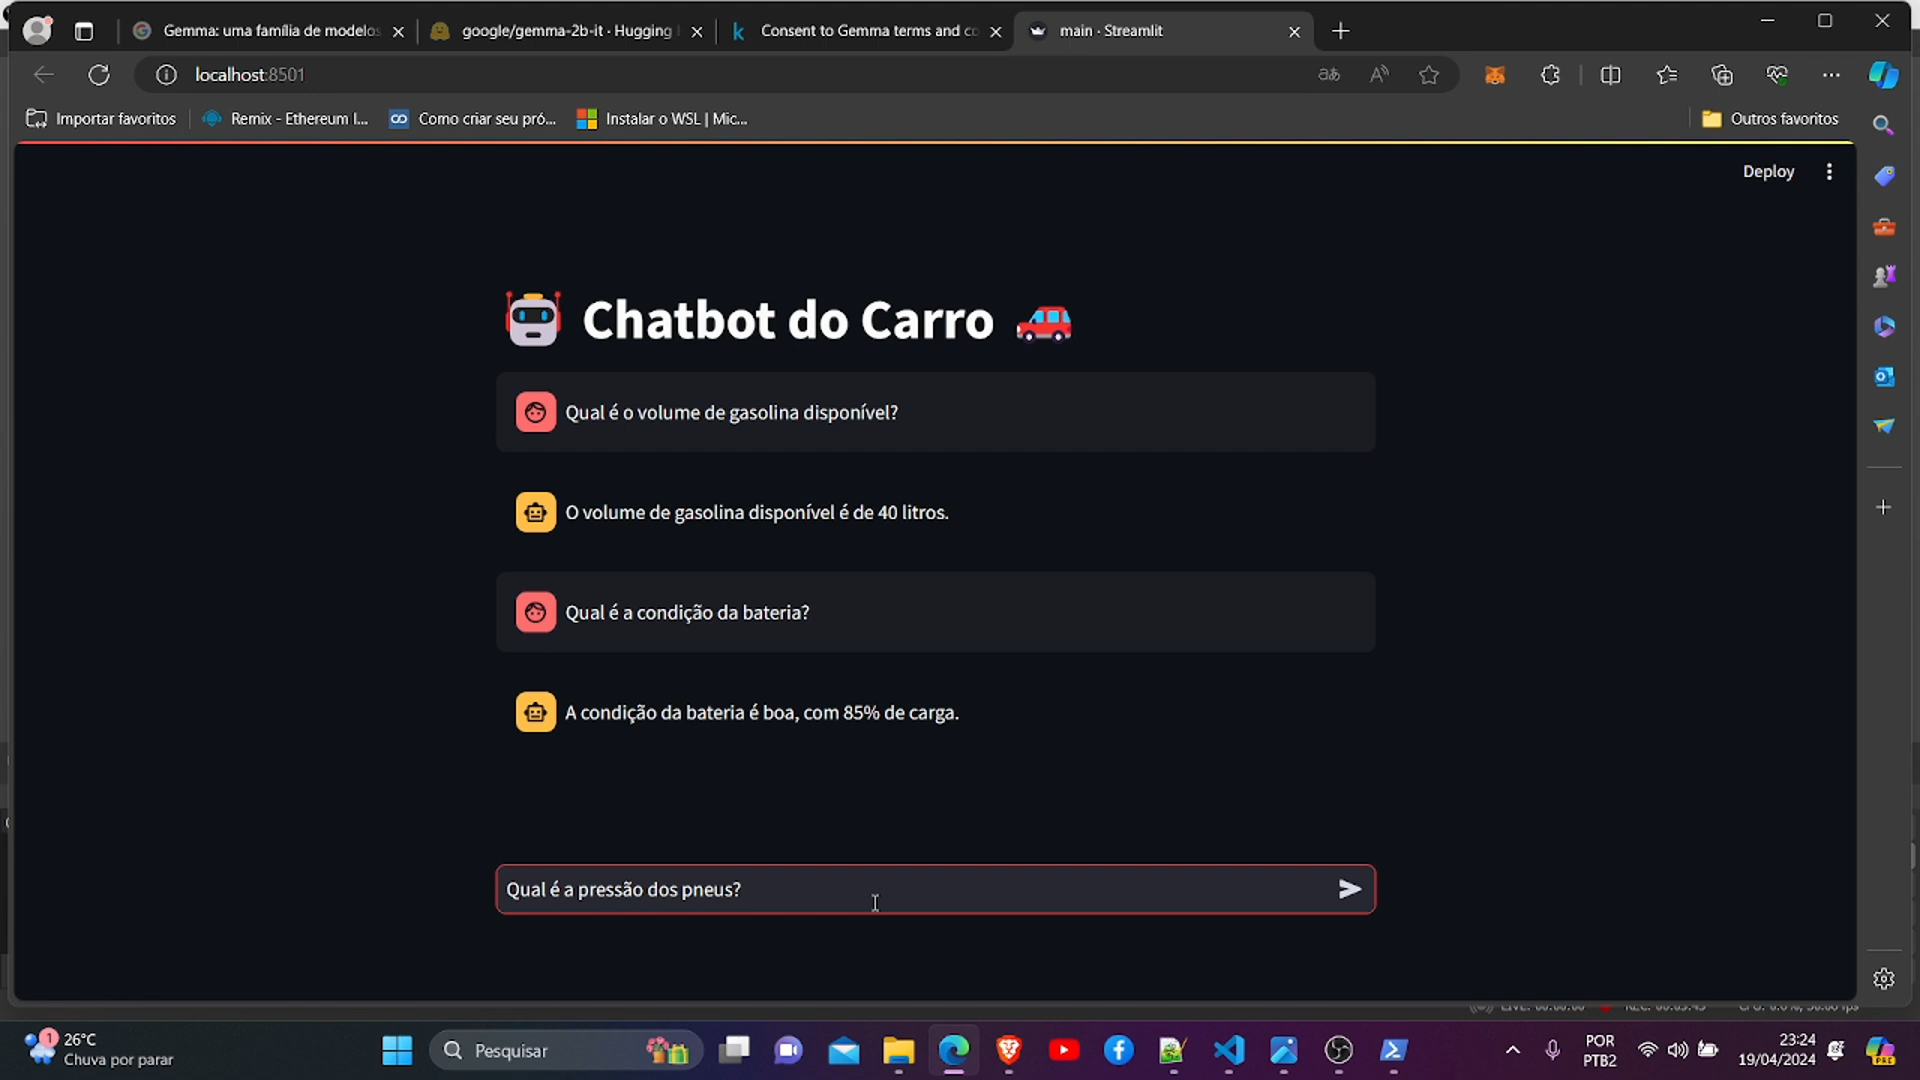 Gemma: uma família de modelos
google/gemma-2b-it · Hugging
Consent to Gemma terms and co
main · Streamlit
localhost:8501
Importar favoritos
Remix - Ethereum I...
Como criar seu pró...
Instalar o WSL | Mic...
Outros favoritos
Deploy
Chatbot do Carro
Qual é o volume de gasolina disponível?
O volume de gasolina disponível é de 40 litros.
Qual é a condição da bateria?
A condição da bateria é boa, com 85% de carga.
Qual é a pressão dos pneus?
1
26°C
Chuva por parar
Pesquisar
POR
PTB2
23:24
19/04/2024